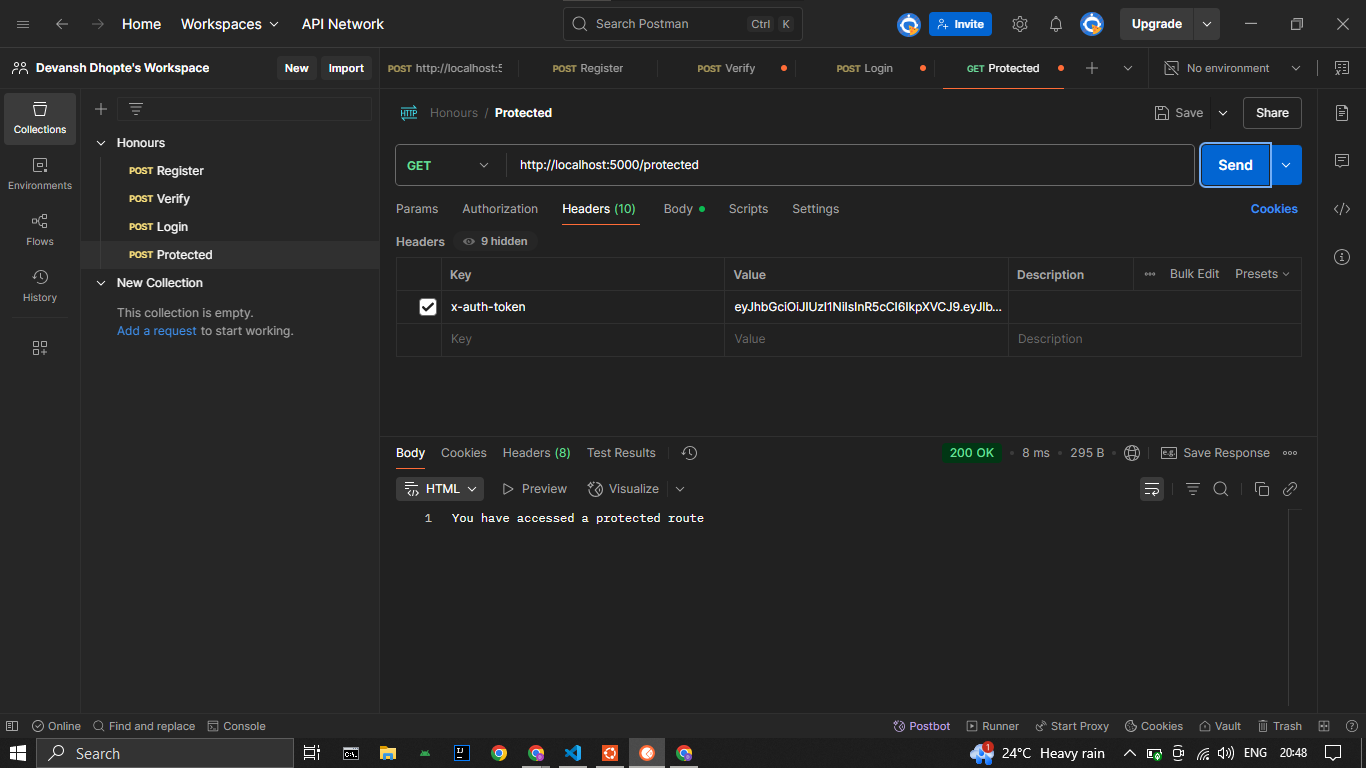 Home Workspaces API Network Search Postman Ctrl K Invite Upgrade
Devansh Dhopte's Workspace New Import POST http://localhost:5 POST Register POST Verify POST Login GET Protected No environment
Collections
Environments
Flows
History
Honours
POST Register
POST Verify
POST Login
POST Protected
New Collection
This collection is empty.
Add a request to start working.
HTTP Honours / Protected Save Share
GET http://localhost:5000/protected Send
Params Authorization Headers (10) Body Scripts Settings Cookies
Headers 9 hidden
Key Value Description Bulk Edit Presets
x-auth-token eyJhbGciOiJIUzI1NiIsInR5cCI6IkpXVCJ9.eyJlb...
Key Value Description
Body Cookies Headers (8) Test Results 200 OK 8 ms 295 B e.g. Save Response
HTML Preview Visualize
1 You have accessed a protected route
Online Find and replace Console Postbot Runner Start Proxy Cookies Vault Trash
Search 1 24°C Heavy rain ENG 20:48